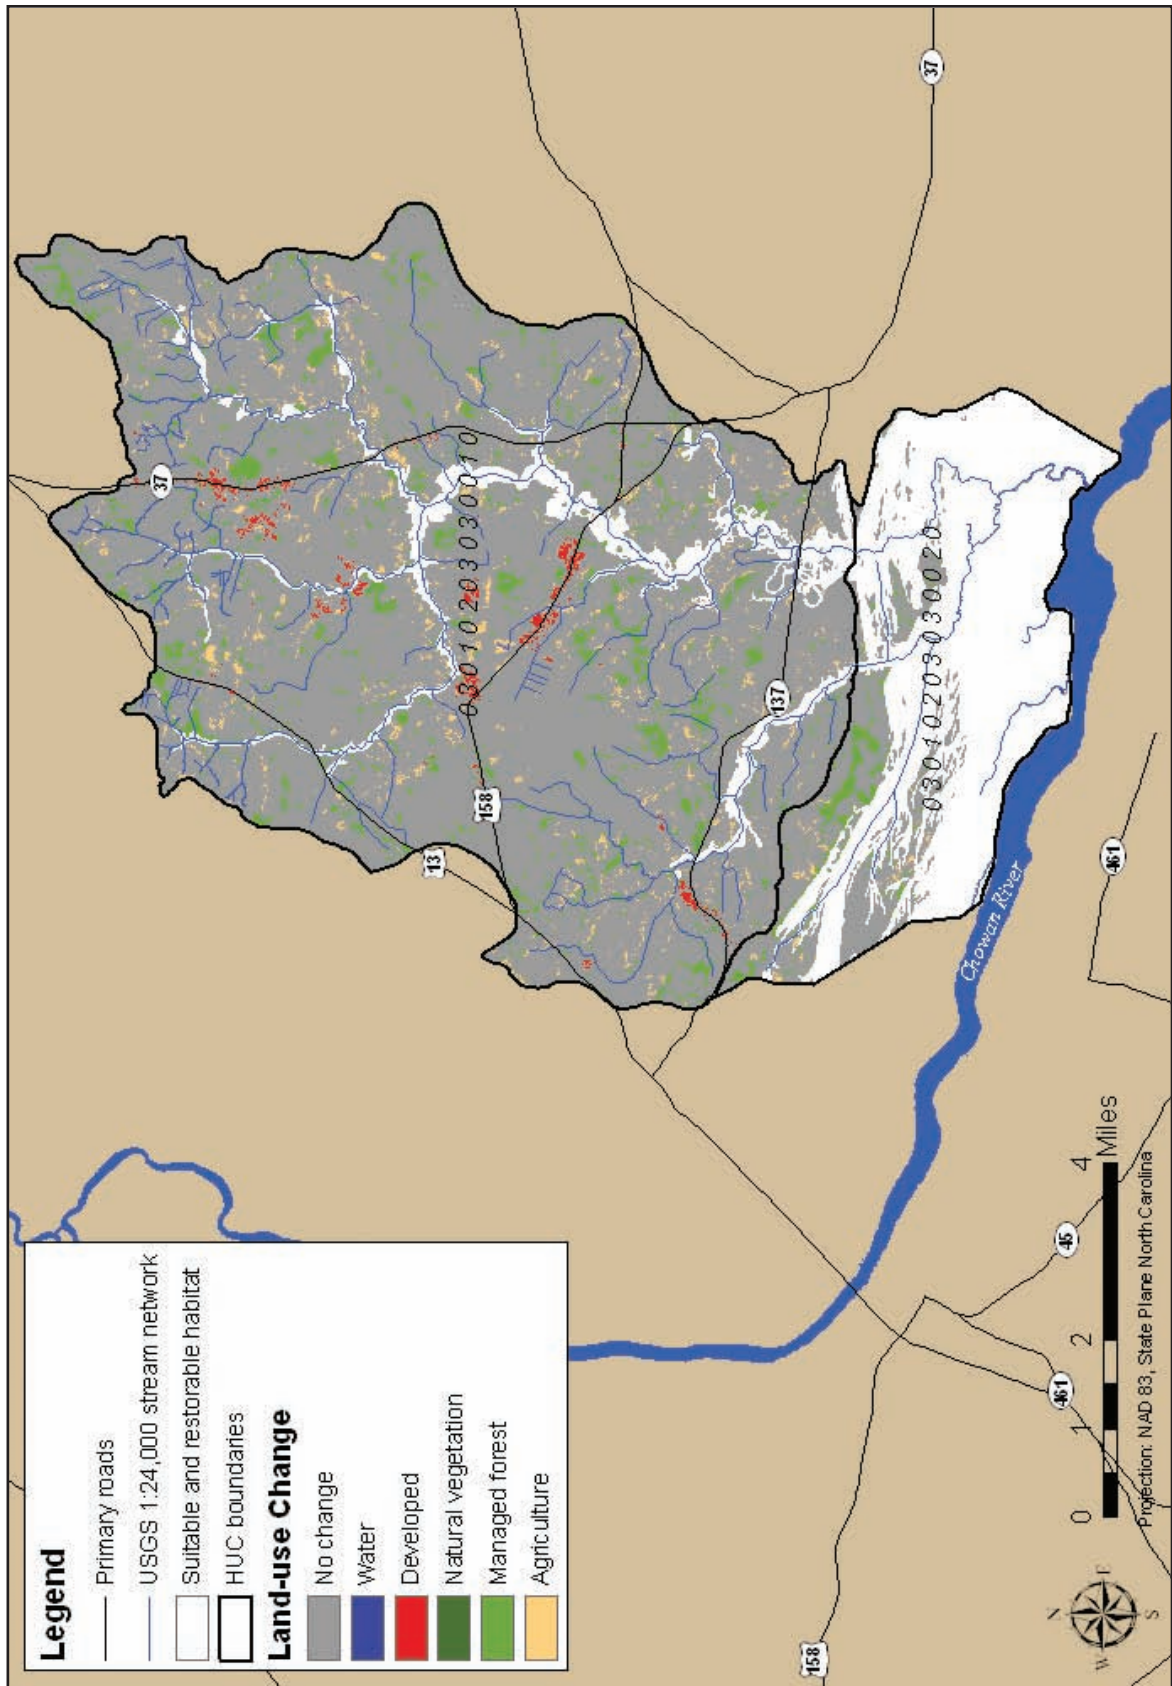 Legend
Primary roads
USGS 1:24,000 stream network
Suitable and restorable habitat
HUC boundaries
Land-use Change
No change
Water
Developed
Natural vegetation
Managed forest
Agriculture
37
37
13
158
03010203030010
137
03010203030020
Chowan River
461
158
461
45
0 1 2 4
Miles
Projection: NAD 83, State Plane North Carolina
N
W E
S